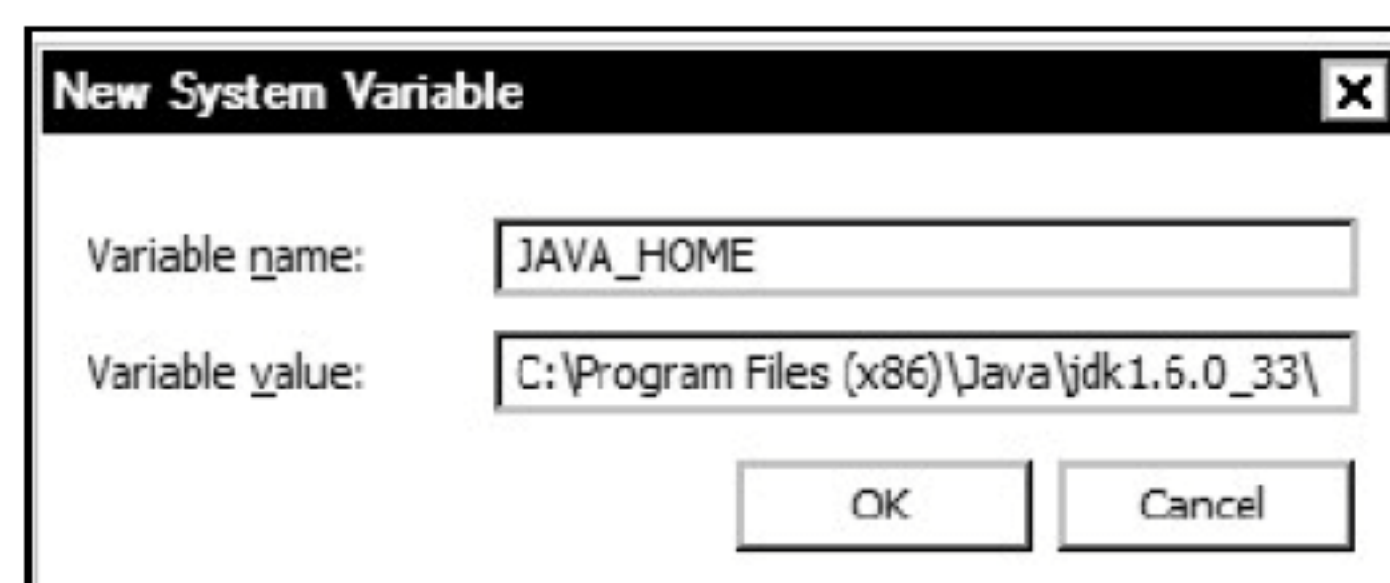 New System Variable
Variable name:
JAVA_HOME
Variable value:
C:\Program Files (x86)\Java\jdk1.6.0_33\
OK
Cancel